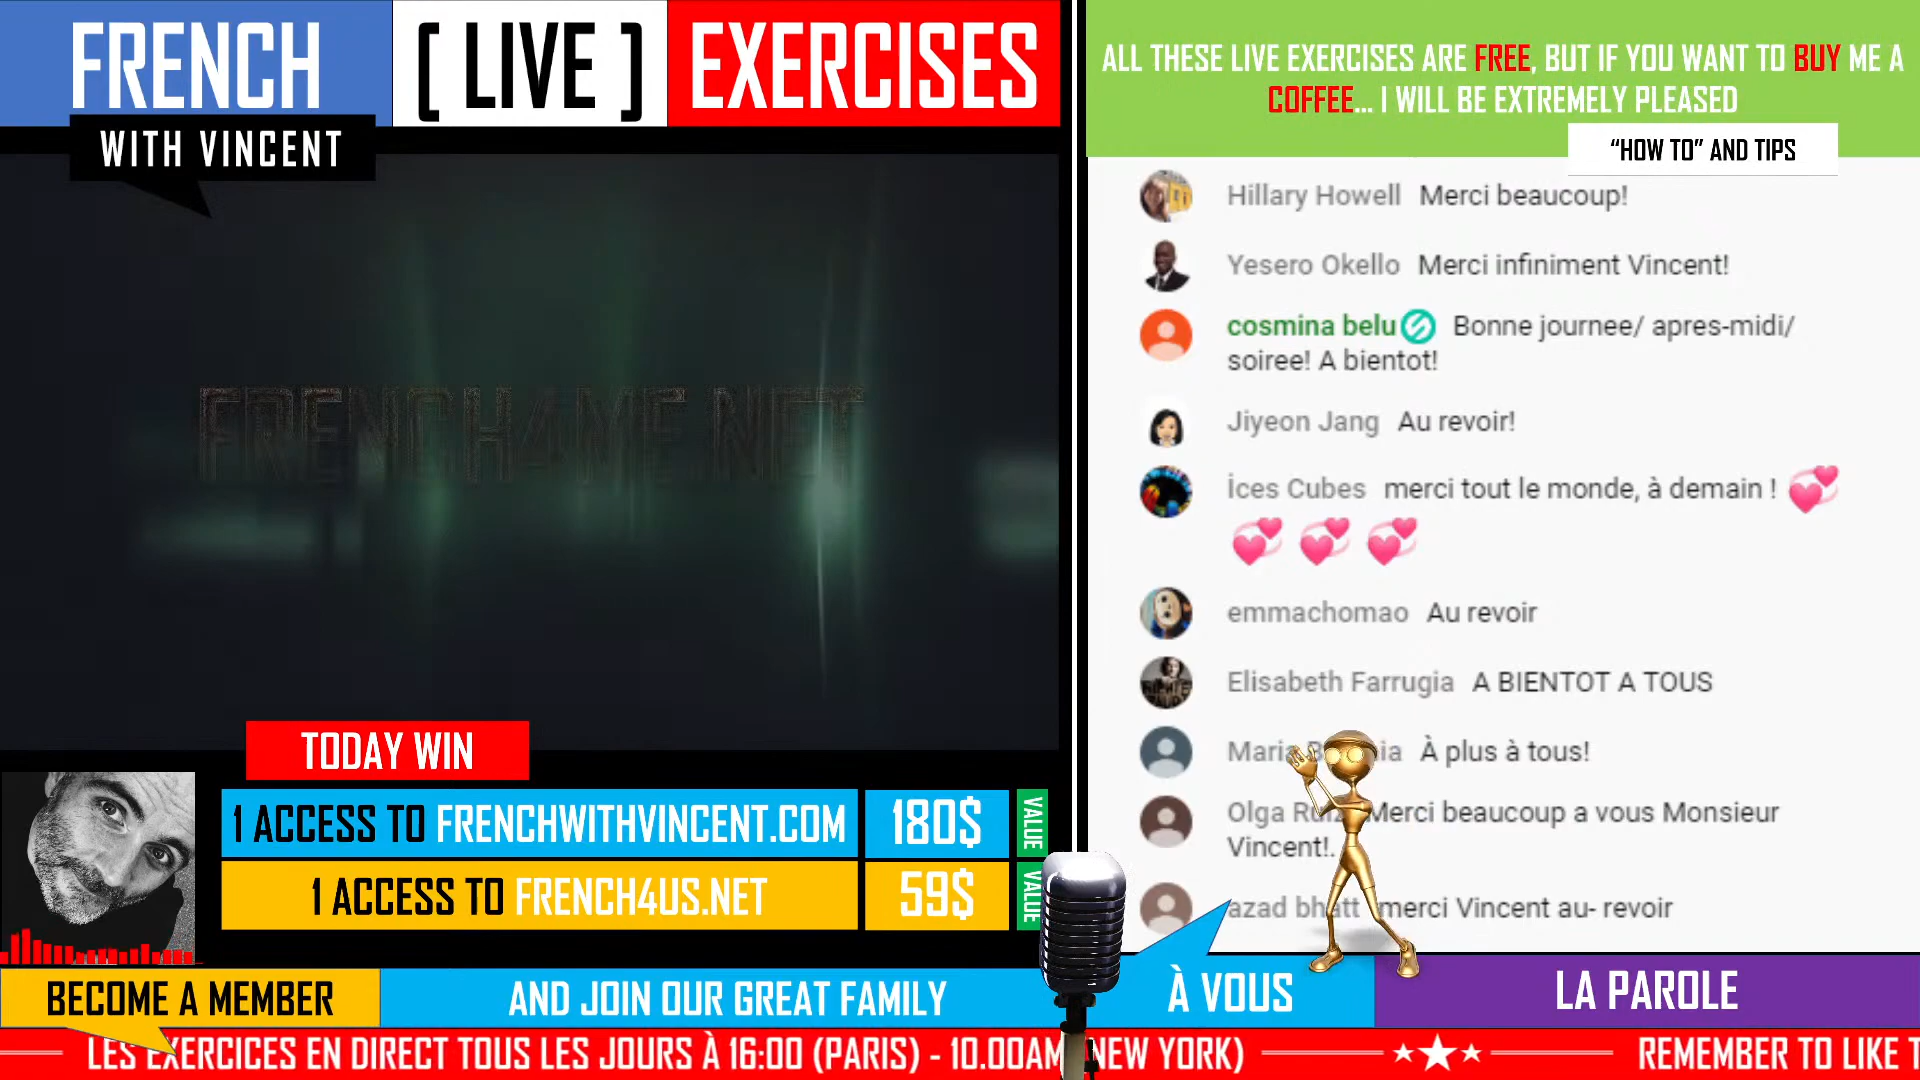 FRENCH
[ LIVE ]
EXERCISES
WITH VINCENT
FRENCH4ME.NET
TODAY WIN
1 ACCESS TO FRENCHWITHVINCENT.COM
180$
VALUE
1 ACCESS TO FRENCH4US.NET
59$
VALUE
BECOME A MEMBER
AND JOIN OUR GREAT FAMILY
ALL THESE LIVE EXERCISES ARE FREE, BUT IF YOU WANT TO BUY ME A
COFFEE... I WILL BE EXTREMELY PLEASED
“HOW TO” AND TIPS
Hillary Howell Merci beaucoup!
Yesero Okello Merci infiniment Vincent!
cosmina belu Bonne journee/ apres-midi/
soiree! A bientot!
Jiyeon Jang Au revoir!
İces Cubes merci tout le monde, à demain !
emmachomao Au revoir
Elisabeth Farrugia A BIENTOT A TOUS
Maria À plus à tous!
Olga Merci beaucoup a vous Monsieur
Vincent!.
azad bhatt merci Vincent au- revoir
À VOUS
LA PAROLE
LES EXERCICES EN DIRECT TOUS LES JOURS À 16:00 (PARIS) - 10.00AM (NEW YORK)
REMEMBER TO LIKE T